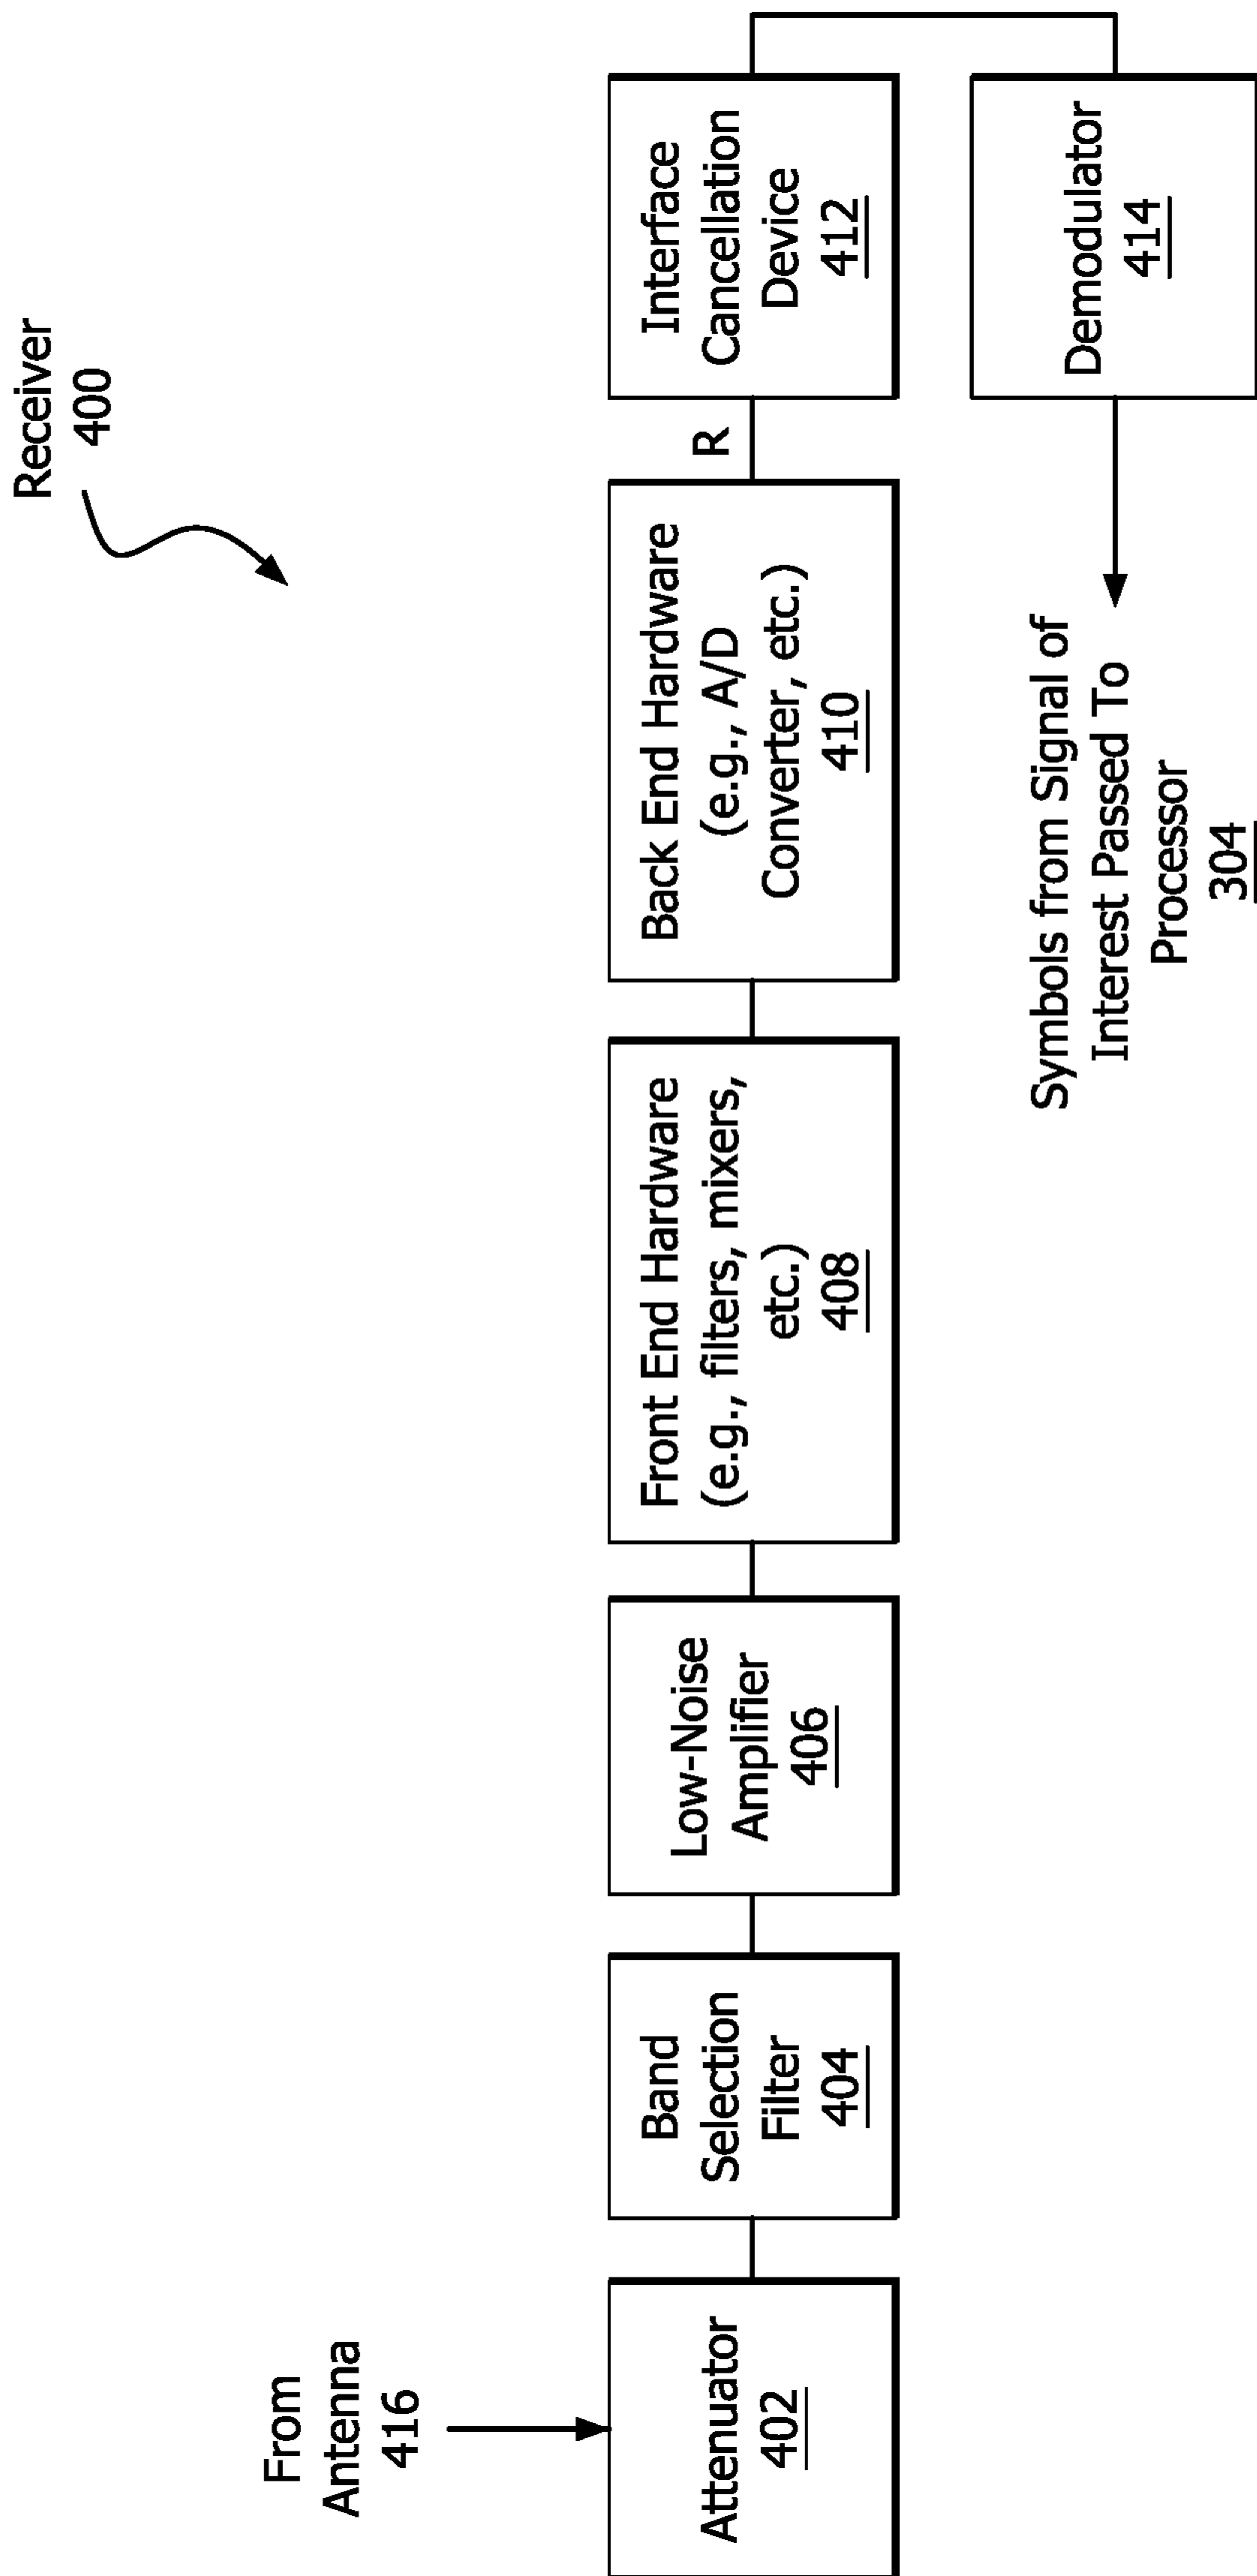 Receiver
400
From
Antenna
416
Attenuator
402
Band
Selection
Filter
404
Low-Noise
Amplifier
406
Front End Hardware
(e.g., filters, mixers,
etc.)
408
Back End Hardware
(e.g., A/D
Converter, etc.)
410
R
Interface
Cancellation
Device
412
Demodulator
414
Symbols from Signal of
Interest Passed To
Processor
304